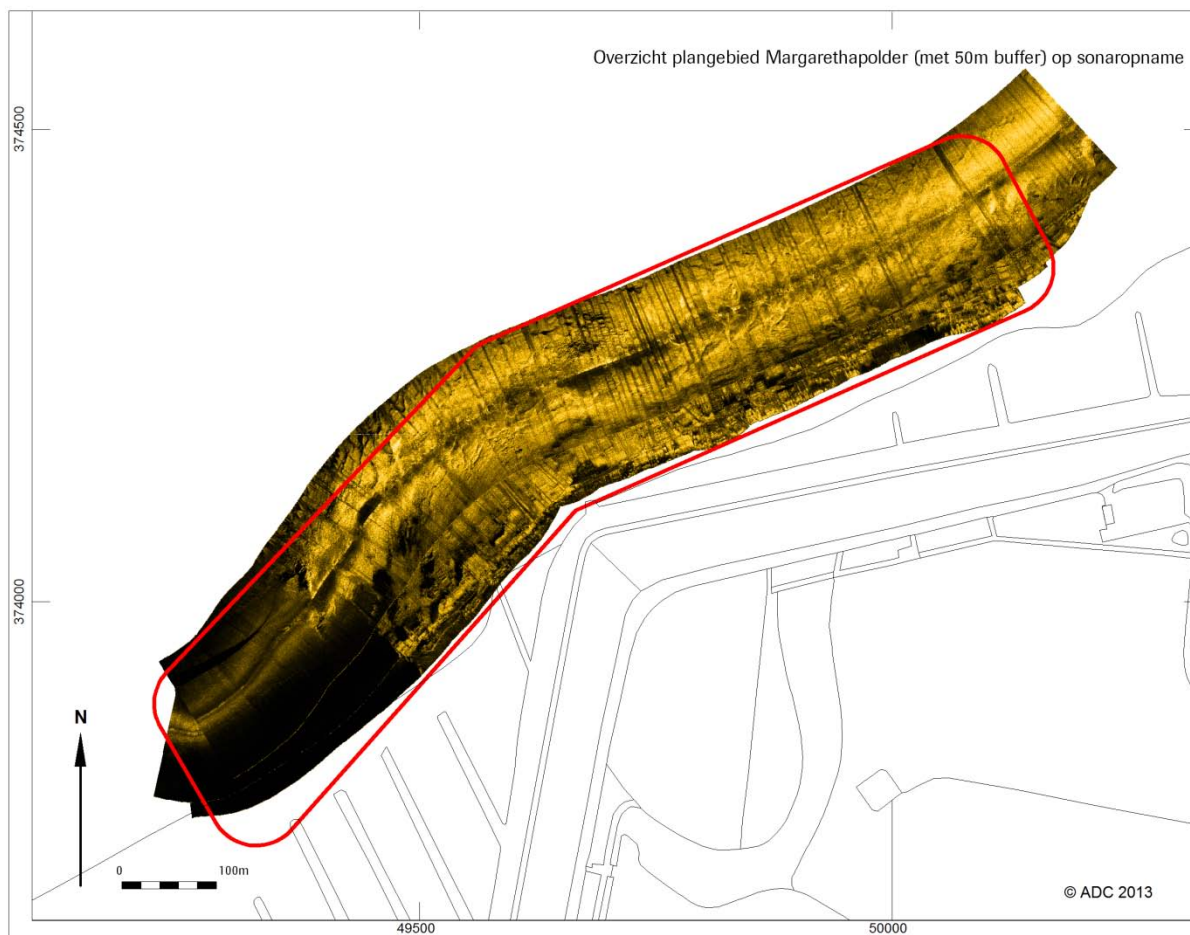 Overzicht plangebied Margarethapolder (met 50m buffer) op sonaropname
374500
374000
N
0 100m
© ADC 2013
49500 50000